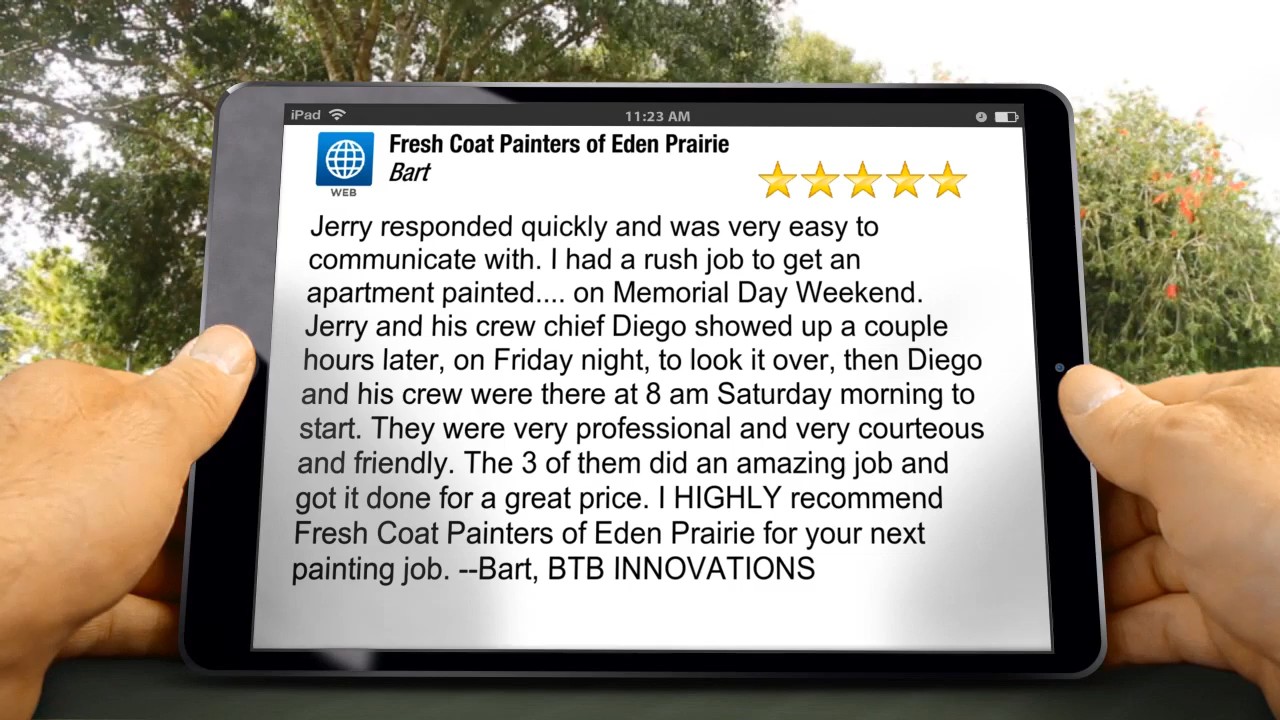 iPad
11:23 AM
WEB
Fresh Coat Painters of Eden Prairie
Bart
Jerry responded quickly and was very easy to
communicate with. I had a rush job to get an
apartment painted.... on Memorial Day Weekend.
Jerry and his crew chief Diego showed up a couple
hours later, on Friday night, to look it over, then Diego
and his crew were there at 8 am Saturday morning to
start. They were very professional and very courteous
and friendly. The 3 of them did an amazing job and
got it done for a great price. I HIGHLY recommend
Fresh Coat Painters of Eden Prairie for your next
painting job. --Bart, BTB INNOVATIONS